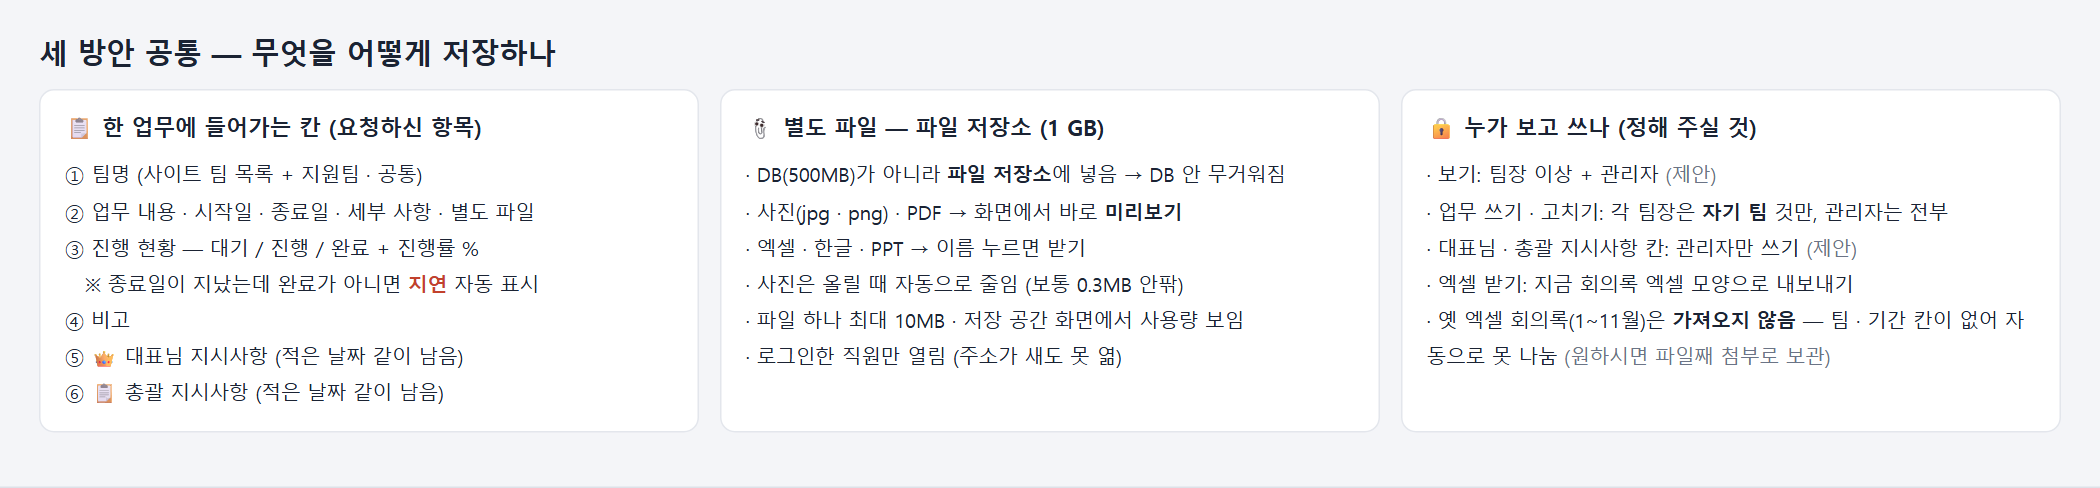 세 방안 공통 — 무엇을 어떻게 저장하나
한 업무에 들어가는 칸 (요청하신 항목)
① 팀명 (사이트 팀 목록 + 지원팀 · 공통)
② 업무 내용 · 시작일 · 종료일 · 세부 사항 · 별도 파일
③ 진행 현황 — 대기 / 진행 / 완료 + 진행률 %
※ 종료일이 지났는데 완료가 아니면 지연 자동 표시
④ 비고
⑤ 대표님 지시사항 (적은 날짜 같이 남음)
⑥ 총괄 지시사항 (적은 날짜 같이 남음)
별도 파일 — 파일 저장소 (1 GB)
· DB(500MB)가 아니라 파일 저장소에 넣음 → DB 안 무거워짐
· 사진(jpg · png) · PDF → 화면에서 바로 미리보기
· 엑셀 · 한글 · PPT → 이름 누르면 받기
· 사진은 올릴 때 자동으로 줄임 (보통 0.3MB 안팎)
· 파일 하나 최대 10MB · 저장 공간 화면에서 사용량 보임
· 로그인한 직원만 열림 (주소가 새도 못 엶)
누가 보고 쓰나 (정해 주실 것)
· 보기: 팀장 이상 + 관리자 (제안)
· 업무 쓰기 · 고치기: 각 팀장은 자기 팀 것만, 관리자는 전부
· 대표님 · 총괄 지시사항 칸: 관리자만 쓰기 (제안)
· 엑셀 받기: 지금 회의록 엑셀 모양으로 내보내기
· 옛 엑셀 회의록(1~11월)은 가져오지 않음 — 팀 · 기간 칸이 없어 자
동으로 못 나눔 (원하시면 파일째 첨부로 보관)